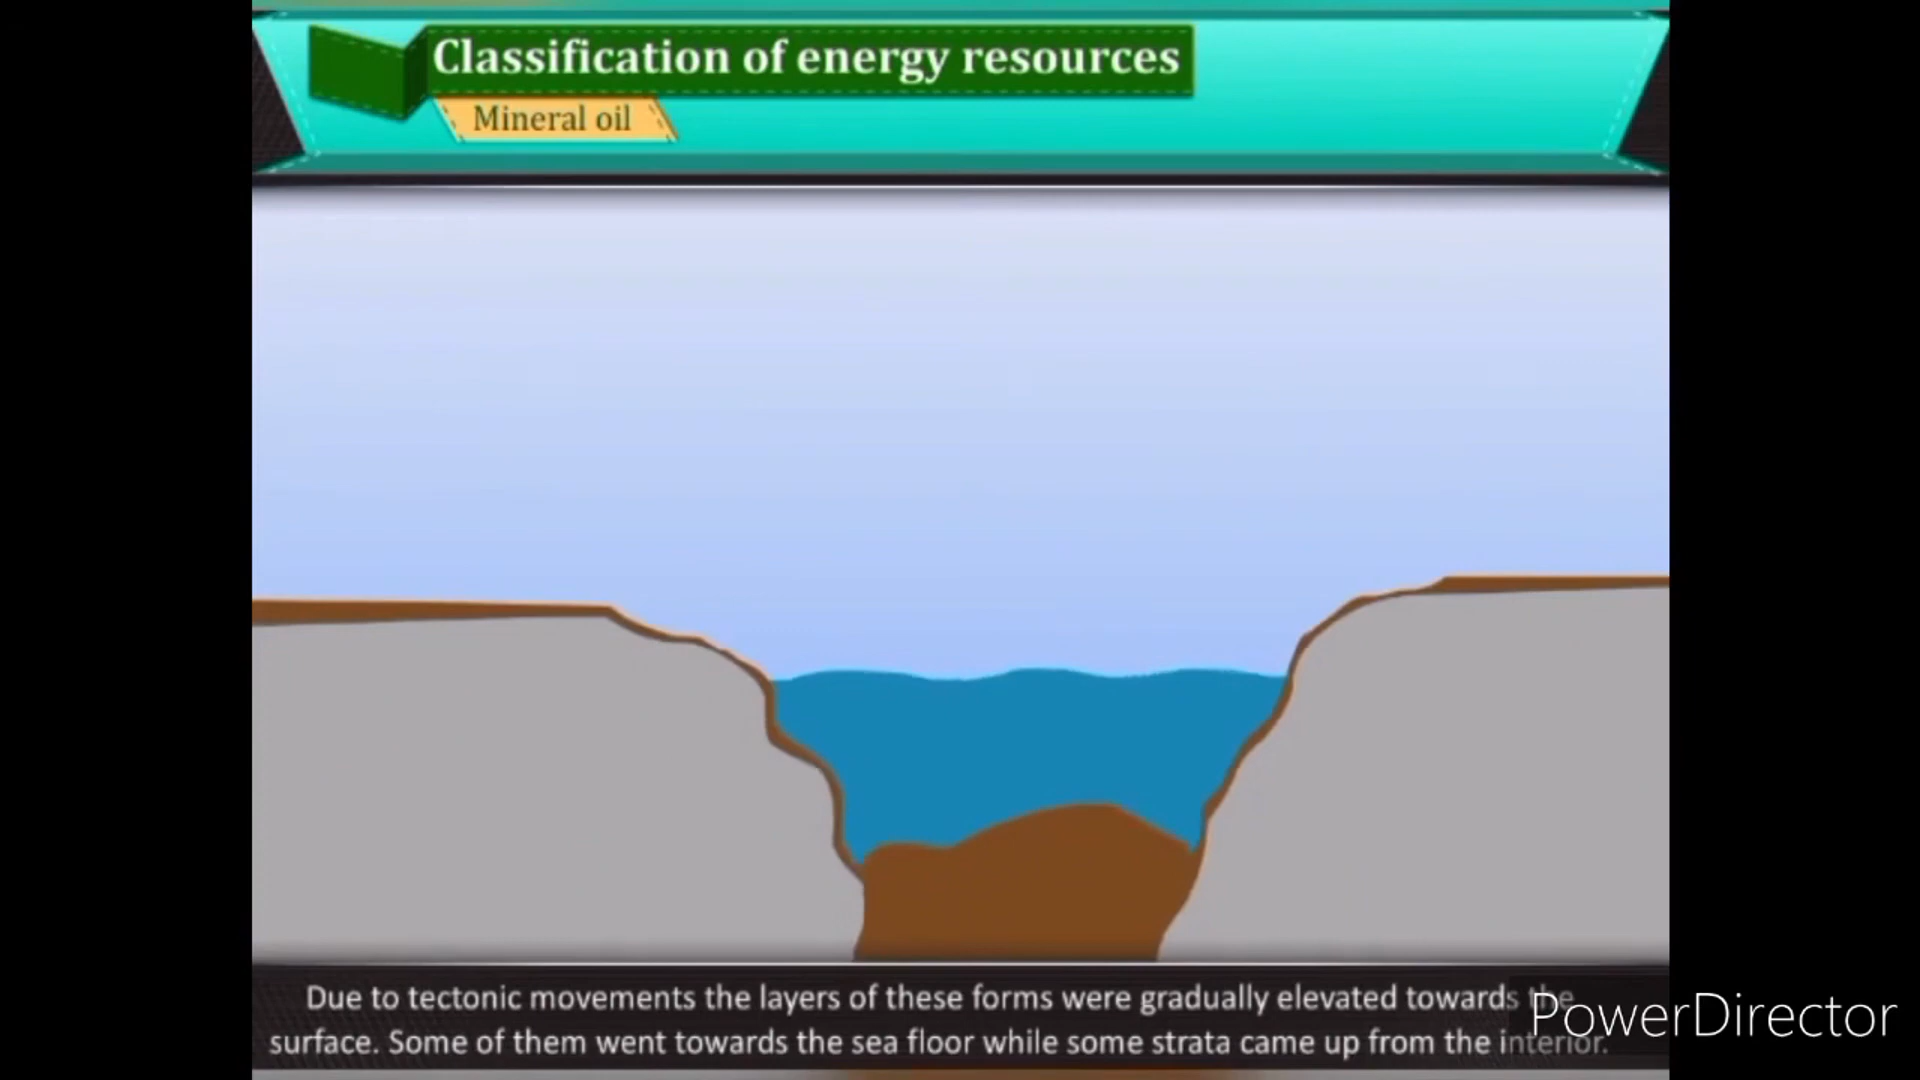 Classification of energy resources
Mineral oil
Due to tectonic movements the layers of these forms were gradually elevated towards the
surface. Some of them went towards the sea floor while some strata came up from the interior.
PowerDirector